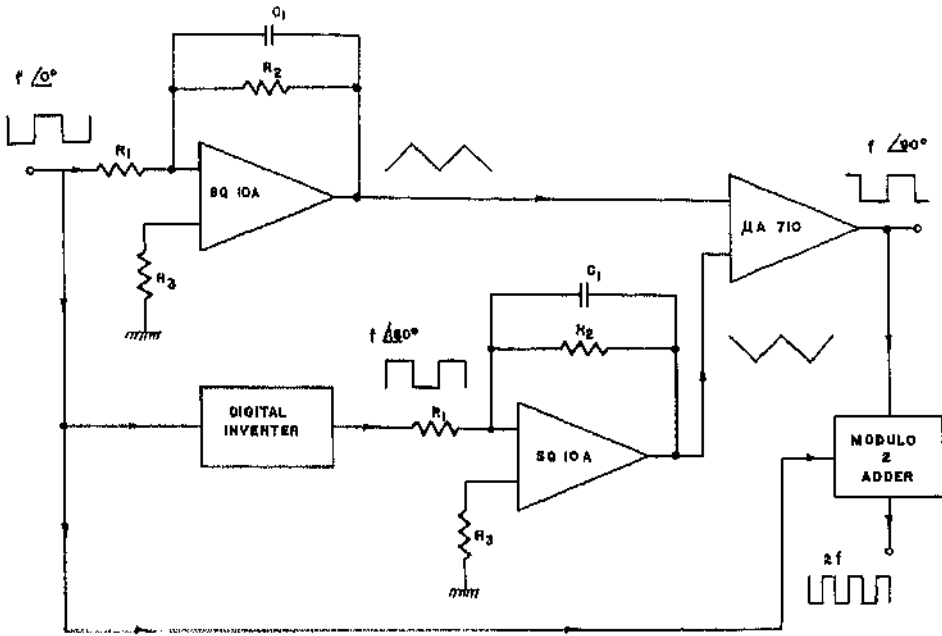 C1
R2
f ∠0°
R1
SQ 10A
R3
f ∠90°
μA 710
C1
R2
f ∠180°
R1
DIGITAL
INVERTER
SQ 10A
R3
MODULO
2
ADDER
2f